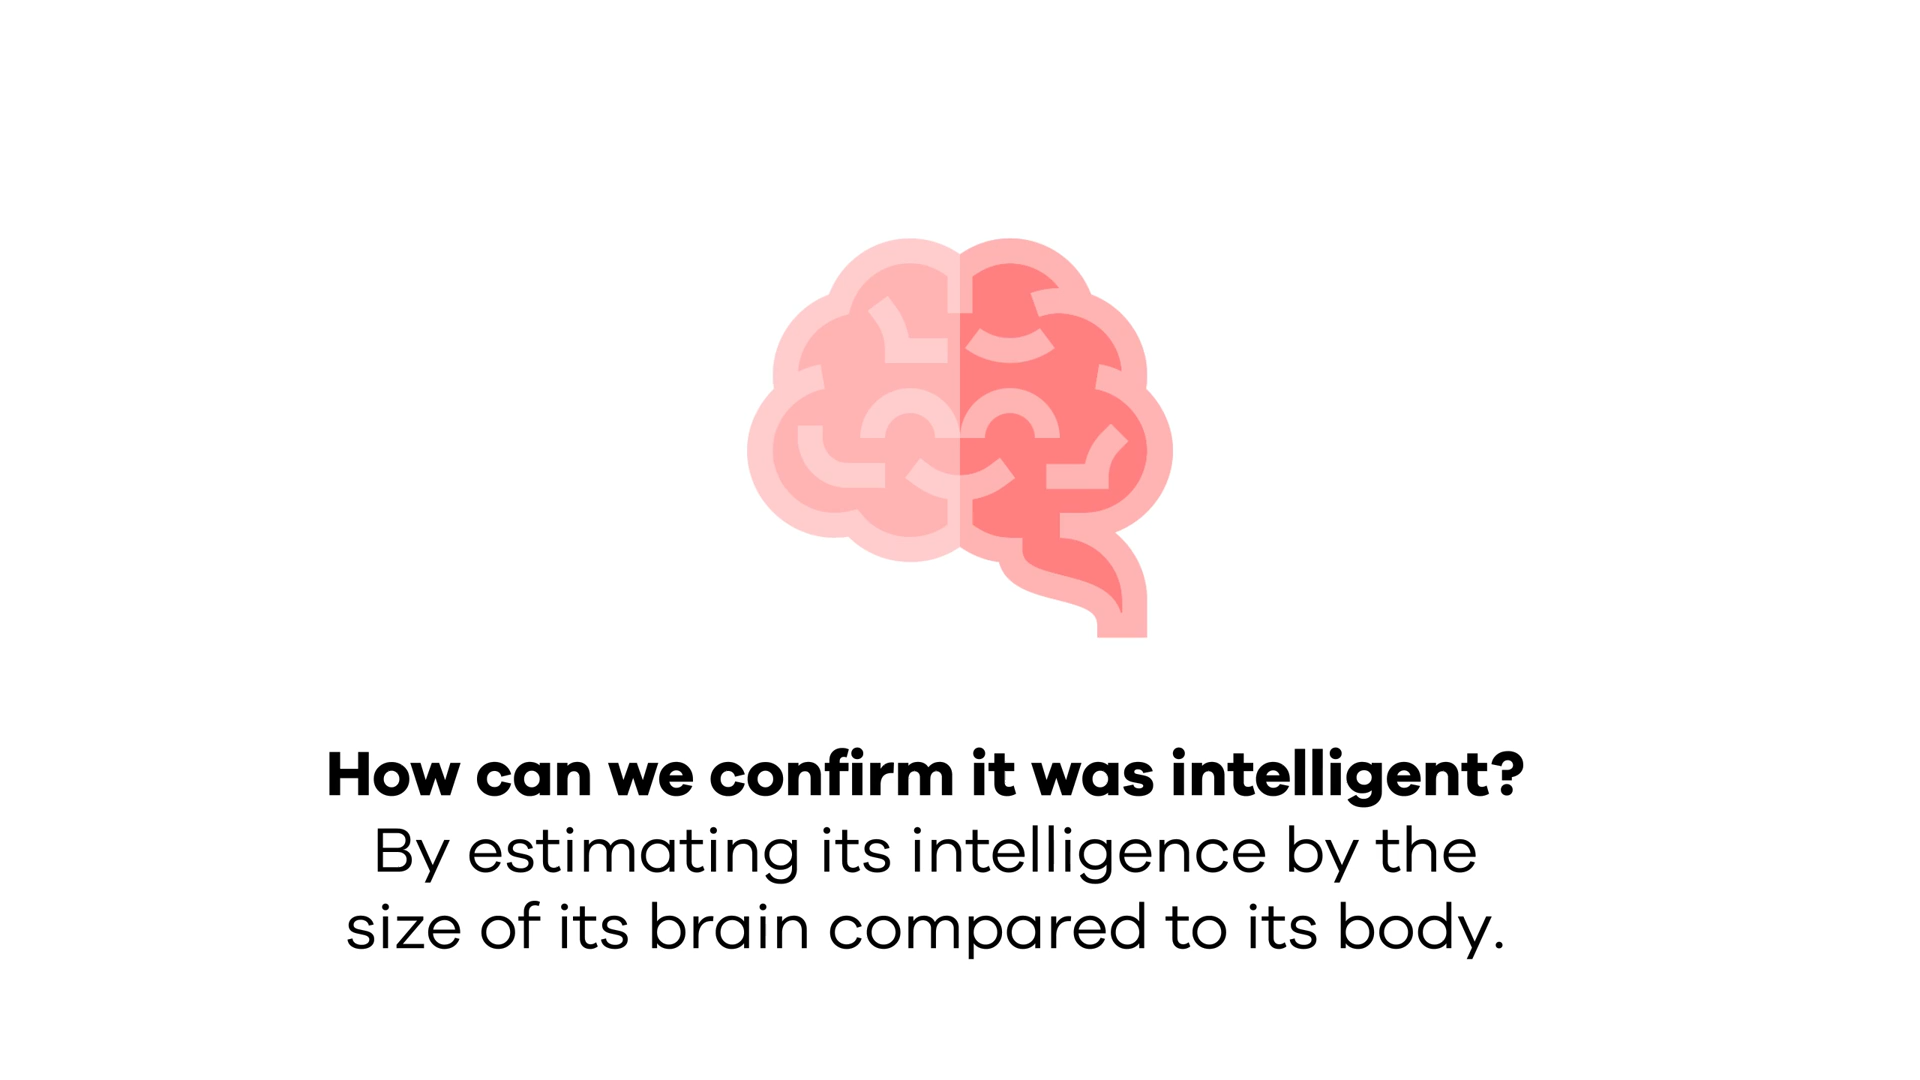 How can we confirm it was intelligent?
By estimating its intelligence by the
size of its brain compared to its body.